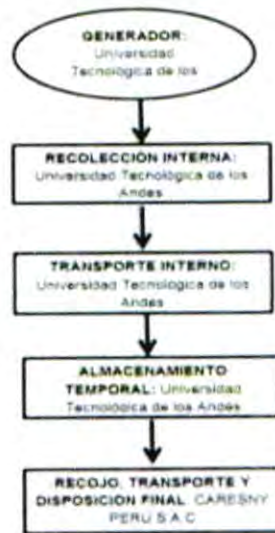 GENERADOR:
Universidad
Tecnológica de los
RECOLECCIÓN INTERNA:
Universidad Tecnológica de los
Andes
TRANSPORTE INTERNO:
Universidad Tecnológica de los
Andes
ALMACENAMIENTO
TEMPORAL: Universidad
Tecnológica de los Andes
RECOJO, TRANSPORTE Y
DISPOSICIÓN FINAL: CARESNY
PERU S.A.C